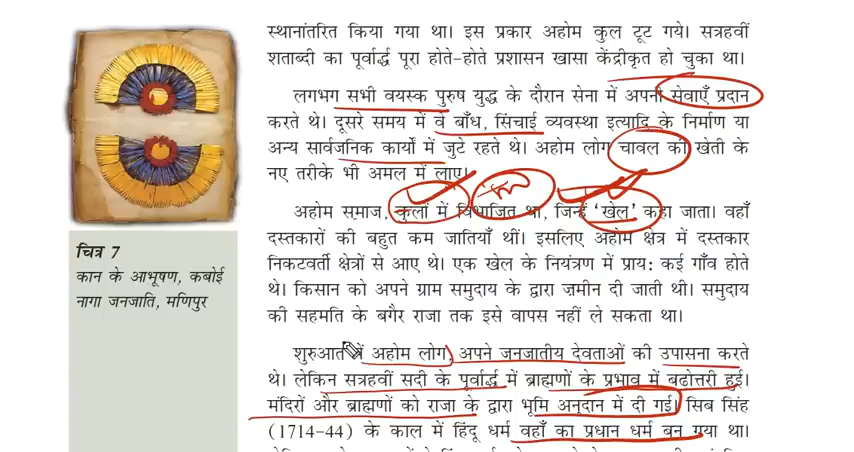 स्थानांतरित किया गया था। इस प्रकार अहोम कुल टूट गये। सत्रहवीं
शताब्दी का पूर्वार्द्ध पूरा होते-होते प्रशासन खासा केंद्रीकृत हो चुका था।
लगभग सभी वयस्क पुरुष युद्ध के दौरान सेना में अपनी सेवाएँ प्रदान
करते थे। दूसरे समय में वे बाँध, सिंचाई व्यवस्था इत्यादि के निर्माण या
अन्य सार्वजनिक कार्यों में जुटे रहते थे। अहोम लोग चावल की खेती के
नए तरीके भी अमल में लाए।
अहोम समाज, कुलों में विभाजित था, जिन्हें ‘खेल’ कहा जाता। वहाँ
दस्तकारों की बहुत कम जातियाँ थीं। इसलिए अहोम क्षेत्र में दस्तकार
निकटवर्ती क्षेत्रों से आए थे। एक खेल के नियंत्रण में प्राय: कई गाँव होते
थे। किसान को अपने ग्राम समुदाय के द्वारा ज़मीन दी जाती थी। समुदाय
की सहमति के बगैर राजा तक इसे वापस नहीं ले सकता था।
शुरुआत में अहोम लोग, अपने जनजातीय देवताओं की उपासना करते
थे। लेकिन सत्रहवीं सदी के पूर्वार्द्ध में ब्राह्मणों के प्रभाव में बढोत्तरी हुई।
मंदिरों और ब्राह्मणों को राजा के द्वारा भूमि अनुदान में दी गई। सिब सिंह
(1714-44) के काल में हिंदू धर्म वहाँ का प्रधान धर्म बन गया था।
चित्र 7
कान के आभूषण, कबोई
नागा जनजाति, मणिपुर